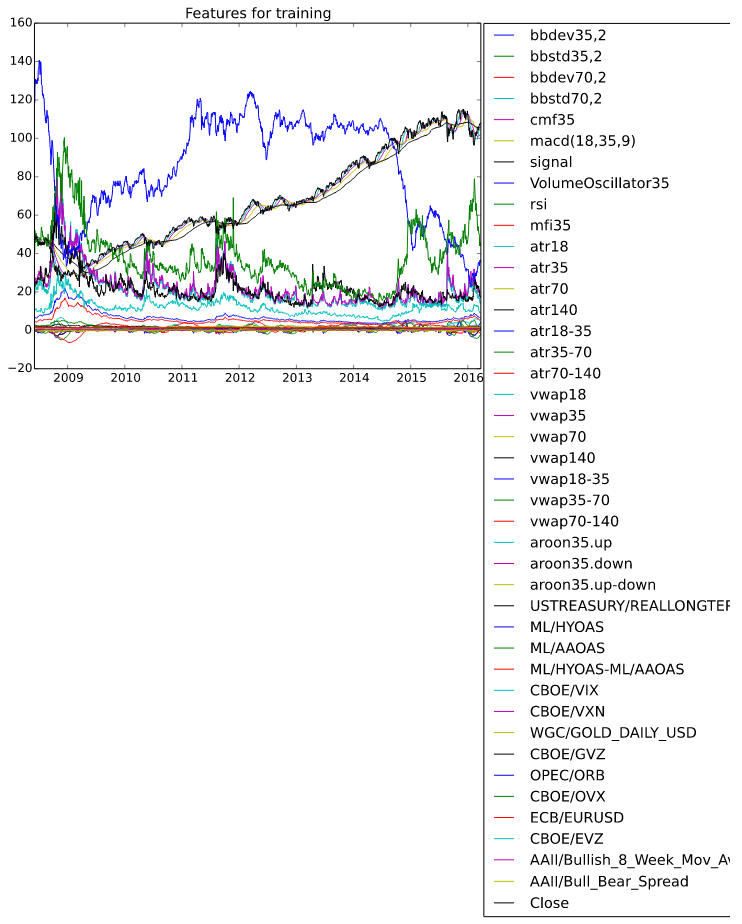 Features for training
160
140
120
100
80
60
40
20
0
−20
2009 2010 2011 2012 2013 2014 2015 2016
bbdev35,2
bbstd35,2
bbdev70,2
bbstd70,2
cmf35
macd(18,35,9)
signal
VolumeOscillator35
rsi
mfi35
atr18
atr35
atr70
atr140
atr18-35
atr35-70
atr70-140
vwap18
vwap35
vwap70
vwap140
vwap18-35
vwap35-70
vwap70-140
aroon35.up
aroon35.down
aroon35.up-down
USTREASURY/REALLONGTER
ML/HYOAS
ML/AAOAS
ML/HYOAS-ML/AAOAS
CBOE/VIX
CBOE/VXN
WGC/GOLD_DAILY_USD
CBOE/GVZ
OPEC/ORB
CBOE/OVX
ECB/EURUSD
CBOE/EVZ
AAII/Bullish_8_Week_Mov_Av
AAII/Bull_Bear_Spread
Close